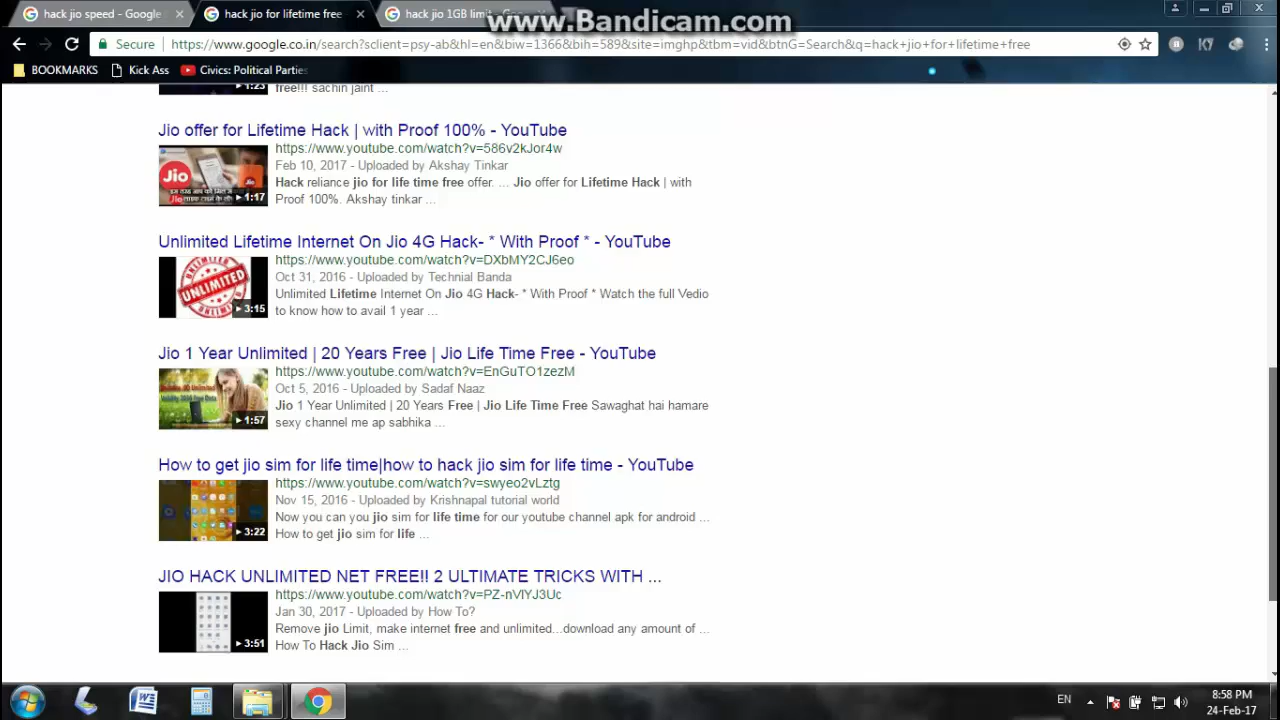 hack jio speed - Google
hack jio for lifetime free
hack jio 1GB limit
www.Bandicam.com
Secure
https://www.google.co.in/search?sclient=psy-ab&hl=en&biw=1366&bih=589&site=imghp&tbm=vid&btnG=Search&q=hack+jio+for+lifetime+free
BOOKMARKS
Kick Ass
Civics: Political Partie
1:23
free!!! sachin jaint ...
Jio offer for Lifetime Hack | with Proof 100% - YouTube
https://www.youtube.com/watch?v=586v2kJor4w
Feb 10, 2017 - Uploaded by Akshay Tinkar
Hack reliance jio for life time free offer. ... Jio offer for Lifetime Hack | with
Proof 100%. Akshay tinkar ...
Jio
Jio
1:17
Unlimited Lifetime Internet On Jio 4G Hack- * With Proof * - YouTube
https://www.youtube.com/watch?v=DXbMY2CJ6eo
Oct 31, 2016 - Uploaded by Technial Banda
Unlimited Lifetime Internet On Jio 4G Hack- * With Proof * Watch the full Vedio
to know how to avail 1 year ...
UNLIMITED
3:15
Jio 1 Year Unlimited | 20 Years Free | Jio Life Time Free - YouTube
https://www.youtube.com/watch?v=EnGuTO1zezM
Oct 5, 2016 - Uploaded by Sadaf Naaz
Jio 1 Year Unlimited | 20 Years Free | Jio Life Time Free Sawaghat hai hamare
sexy channel me ap sabhika ...
1:57
How to get jio sim for life time|how to hack jio sim for life time - YouTube
https://www.youtube.com/watch?v=swyeo2vLztg
Nov 15, 2016 - Uploaded by Krishnapal tutorial world
Now you can you jio sim for life time for our youtube channel apk for android ...
How to get jio sim for life ...
3:22
JIO HACK UNLIMITED NET FREE!! 2 ULTIMATE TRICKS WITH ...
https://www.youtube.com/watch?v=PZ-nVlYJ3Uc
Jan 30, 2017 - Uploaded by How To?
Remove jio Limit, make internet free and unlimited...download any amount of ...
How To Hack Jio Sim ...
3:51
EN
8:58 PM
24-Feb-17